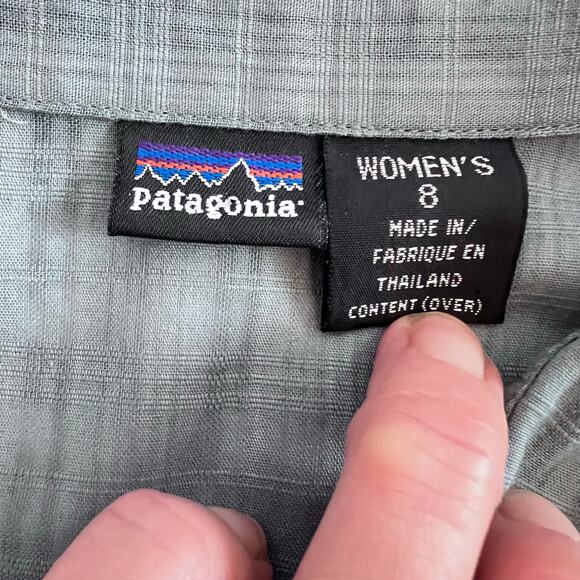 patagonia
WOMEN'S
8
MADE IN/
FABRIQUE EN
THAILAND
CONTENT (OVER)